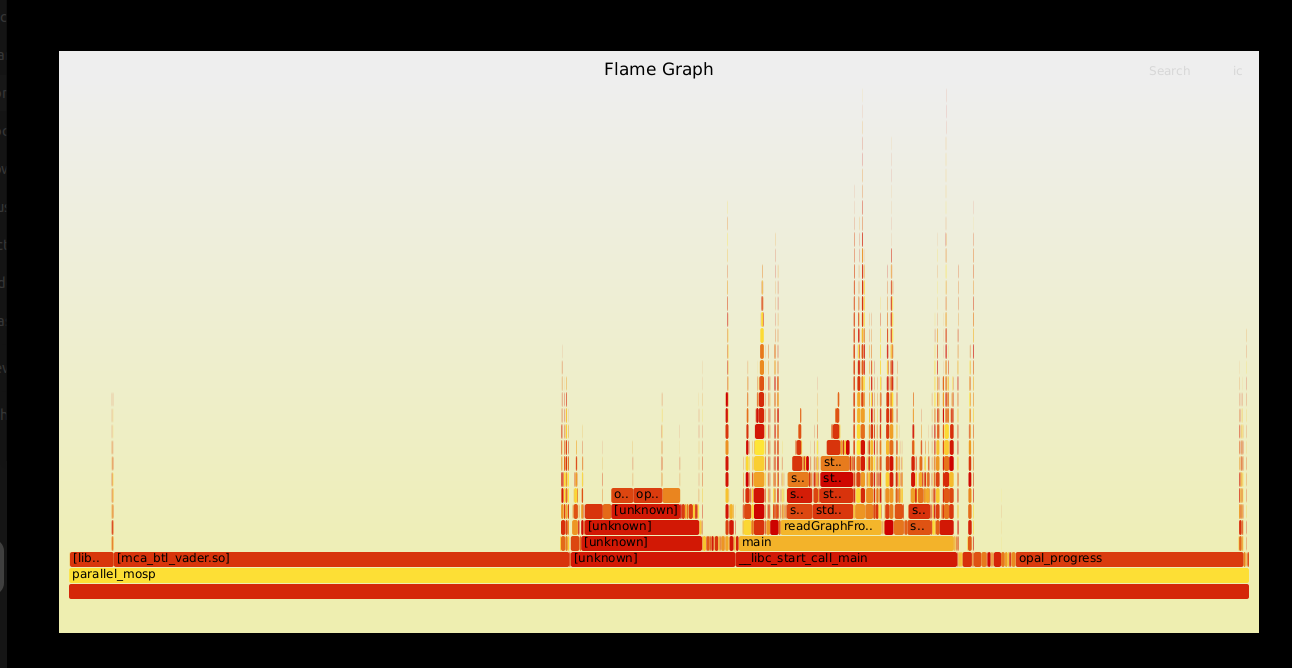 Flame Graph
Search ic
st..
s.. st..
o.. op.. s.. st..
[unknown] s.. std.. s..
[unknown] readGraphFro.. s..
[unknown] main
[lib.. [mca_btl_vader.so] [unknown] __libc_start_call_main opal_progress
parallel_mosp